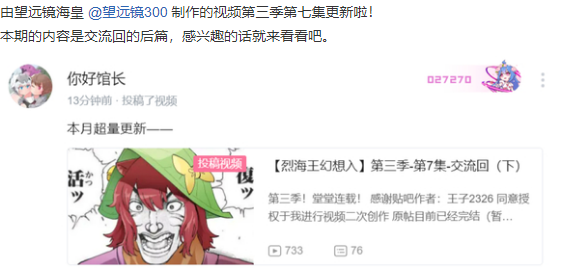 由望远镜海皇 @望远镜300 制作的视频第三季第七集更新啦！
本期的内容是交流回的后篇，感兴趣的话就来看看吧。
你好馆长
027270
13分钟前 · 投稿了视频
本月超量更新——
投稿视频
活ッ
かつ
復ッ
【烈海王幻想入】第三季-第7集-交流回（下）
第三季！堂堂连载！ 感谢贴吧作者：王子2326 同意授
权于我进行视频二次创作 原帖目前已经完结（暂…
733
76